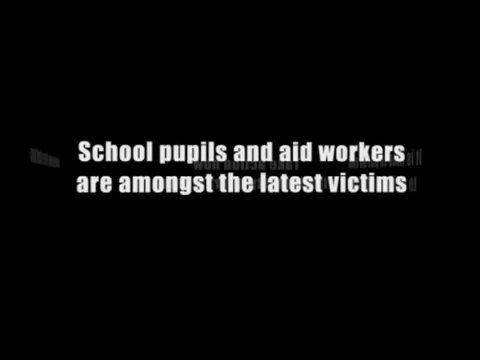 School pupils and aid workers
are amongst the latest victims